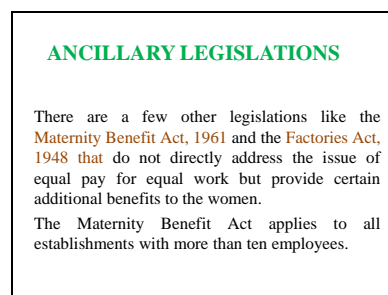 ANCILLARY LEGISLATIONS
There are a few other legislations like the
Maternity Benefit Act, 1961 and the Factories Act,
1948 that do not directly address the issue of
equal pay for equal work but provide certain
additional benefits to the women.
The Maternity Benefit Act applies to all
establishments with more than ten employees.